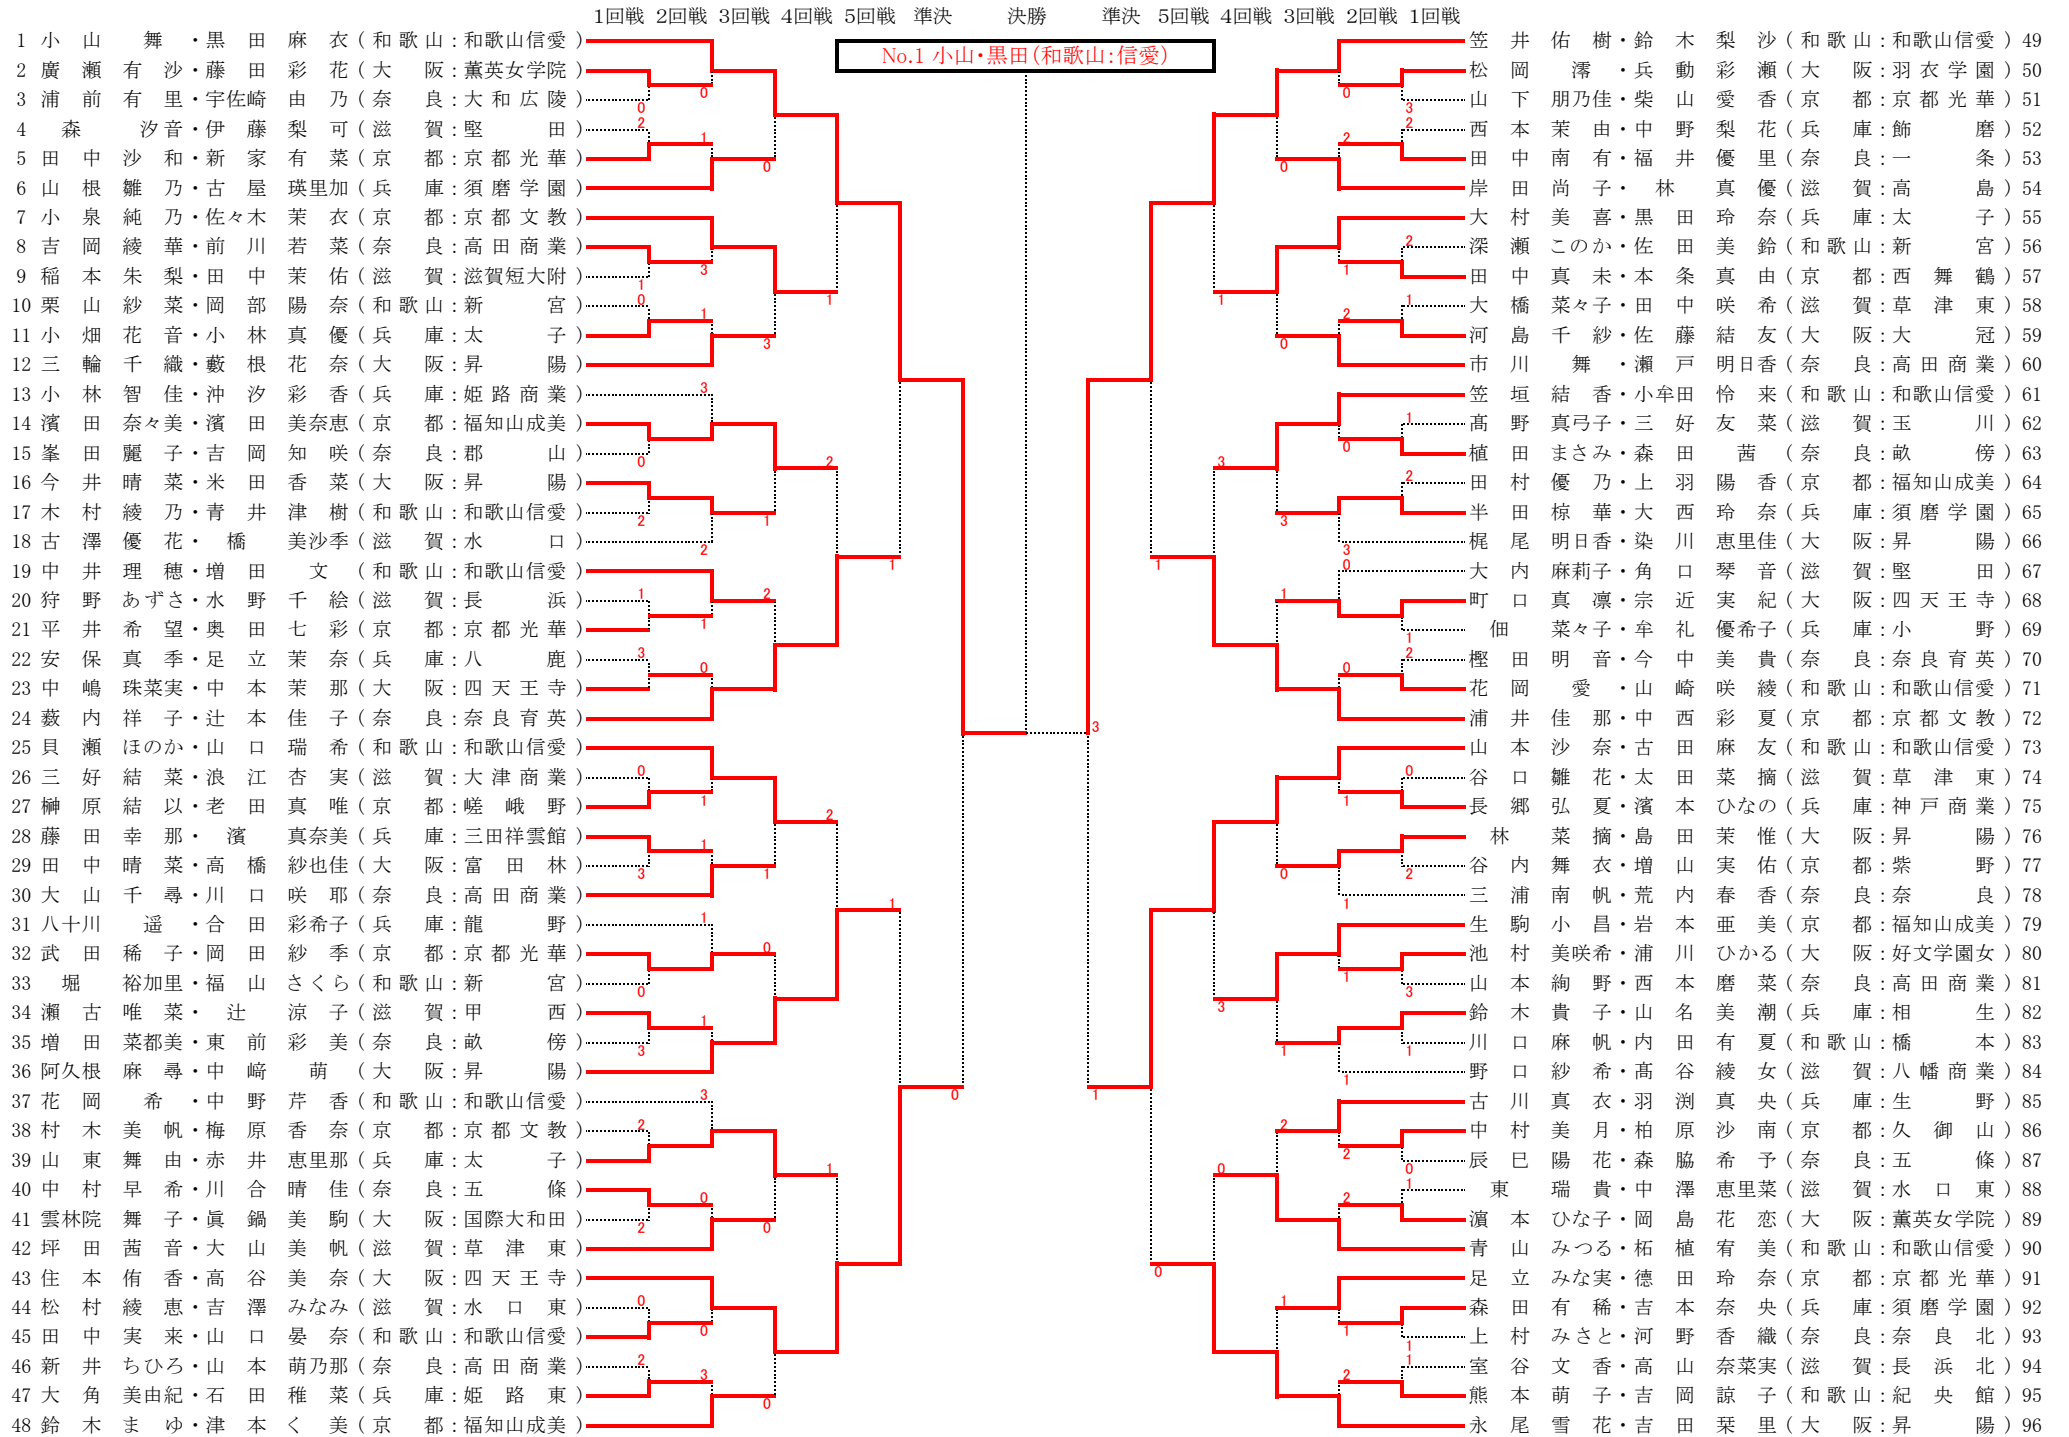 1回戦 2回戦 3回戦 4回戦 5回戦 準決 決勝 準決 5回戦 4回戦 3回戦 2回戦 1回戦
No.1 小山・黒田(和歌山:信愛)
1 小山 舞・黒田麻衣(和歌山:和歌山信愛)
2 廣瀬有沙・藤田彩花(大阪:薫英女学院)
3 浦前有里・宇佐崎由乃(奈良:大和広陵)
4 森 汐音・伊藤梨可(滋賀:堅田)
5 田中沙和・新家有菜(京都:京都光華)
6 山根雛乃・古屋瑛里加(兵庫:須磨学園)
7 小泉純乃・佐々木茉衣(京都:京都文教)
8 吉岡綾華・前川若菜(奈良:高田商業)
9 稲本朱梨・田中茉佑(滋賀:滋賀短大附)
10 栗山紗菜・岡部陽奈(和歌山:新宮)
11 小畑花音・小林真優(兵庫:太子)
12 三輪千織・藪根花奈(大阪:昇陽)
13 小林智佳・沖汐彩香(兵庫:姫路商業)
14 濱田奈々美・濱田美奈恵(京都:福知山成美)
15 峯田麗子・吉岡知咲(奈良:郡山)
16 今井晴菜・米田香菜(大阪:昇陽)
17 木村綾乃・青井津樹(和歌山:和歌山信愛)
18 古澤優花・橋美沙季(滋賀:水口)
19 中井理穂・増田文(和歌山:和歌山信愛)
20 狩野あずさ・水野千絵(滋賀:長浜)
21 平井希望・奥田七彩(京都:京都光華)
22 安保真季・足立茉奈(兵庫:八鹿)
23 中嶋珠菜実・中本茉那(大阪:四天王寺)
24 薮内祥子・辻本佳子(奈良:奈良育英)
25 貝瀬ほのか・山口瑞希(和歌山:和歌山信愛)
26 三好結菜・浪江杏実(滋賀:大津商業)
27 榊原結以・老田真唯(京都:嵯峨野)
28 藤田幸那・濱真奈美(兵庫:三田祥雲館)
29 田中晴菜・高橋紗也佳(大阪:富田林)
30 大山千尋・川口咲耶(奈良:高田商業)
31 八十川遥・合田彩希子(兵庫:龍野)
32 武田稀子・岡田紗季(京都:京都光華)
33 堀裕加里・福山さくら(和歌山:新宮)
34 瀬古唯菜・辻涼子(滋賀:甲西)
35 増田菜都美・東前彩美(奈良:畝傍)
36 阿久根麻尋・中﨑萌(大阪:昇陽)
37 花岡希・中野芹香(和歌山:和歌山信愛)
38 村木美帆・梅原香奈(京都:京都文教)
39 山東舞由・赤井恵里那(兵庫:太子)
40 中村早希・川合晴佳(奈良:五條)
41 雲林院舞子・眞鍋美駒(大阪:国際大和田)
42 坪田茜音・大山美帆(滋賀:草津東)
43 住本侑香・高谷美奈(大阪:四天王寺)
44 松村綾恵・吉澤みなみ(滋賀:水口東)
45 田中実来・山口晏奈(和歌山:和歌山信愛)
46 新井ちひろ・山本萌乃那(奈良:高田商業)
47 大角美由紀・石田稚菜(兵庫:姫路東)
48 鈴木まゆ・津本く美(京都:福知山成美)
笠井佑樹・鈴木梨沙(和歌山:和歌山信愛)49
松岡澪・兵動彩瀬(大阪:羽衣学園)50
山下朋乃佳・柴山愛香(京都:京都光華)51
西本茉由・中野梨花(兵庫:飾磨)52
田中南有・福井優里(奈良:一条)53
岸田尚子・林真優(滋賀:高島)54
大村美喜・黒田玲奈(兵庫:太子)55
深瀬このか・佐田美鈴(和歌山:新宮)56
田中真未・本条真由(京都:西舞鶴)57
大橋菜々子・田中咲希(滋賀:草津東)58
河島千紗・佐藤結友(大阪:大冠)59
市川舞・瀬戸明日香(奈良:高田商業)60
笠垣結香・小牟田怜来(和歌山:和歌山信愛)61
髙野真弓子・三好友菜(滋賀:玉川)62
植田まさみ・森田茜(奈良:畝傍)63
田村優乃・上羽陽香(京都:福知山成美)64
半田椋華・大西玲奈(兵庫:須磨学園)65
梶尾明日香・染川恵里佳(大阪:昇陽)66
大内麻莉子・角口琴音(滋賀:堅田)67
町口真凛・宗近実紀(大阪:四天王寺)68
佃菜々子・牟礼優希子(兵庫:小野)69
樫田明音・今中美貴(奈良:奈良育英)70
花岡愛・山崎咲綾(和歌山:和歌山信愛)71
浦井佳那・中西彩夏(京都:京都文教)72
山本沙奈・古田麻友(和歌山:和歌山信愛)73
谷口雛花・太田菜摘(滋賀:草津東)74
長郷弘夏・濱本ひなの(兵庫:神戸商業)75
林菜摘・島田茉惟(大阪:昇陽)76
谷内舞衣・増山実佑(京都:紫野)77
三浦南帆・荒内春香(奈良:奈良)78
生駒小昌・岩本亜美(京都:福知山成美)79
池村美咲希・浦川ひかる(大阪:好文学園女)80
山本絢野・西本磨菜(奈良:高田商業)81
鈴木貴子・山名美潮(兵庫:相生)82
川口麻帆・内田有夏(和歌山:橋本)83
野口紗希・髙谷綾女(滋賀:八幡商業)84
古川真衣・羽渕真央(兵庫:生野)85
中村美月・柏原沙南(京都:久御山)86
辰巳陽花・森脇希予(奈良:五條)87
東瑞貴・中澤恵里菜(滋賀:水口東)88
濵本ひな子・岡島花恋(大阪:薫英女学院)89
青山みつる・柘植有美(和歌山:和歌山信愛)90
足立みな実・德田玲奈(京都:京都光華)91
森田有稀・吉本奈央(兵庫:須磨学園)92
上村みさと・河野香織(奈良:奈良北)93
室谷文香・高山奈菜実(滋賀:長浜北)94
熊本萌子・吉岡諒子(和歌山:紀央館)95
永尾雪花・吉田栞里(大阪:昇陽)96